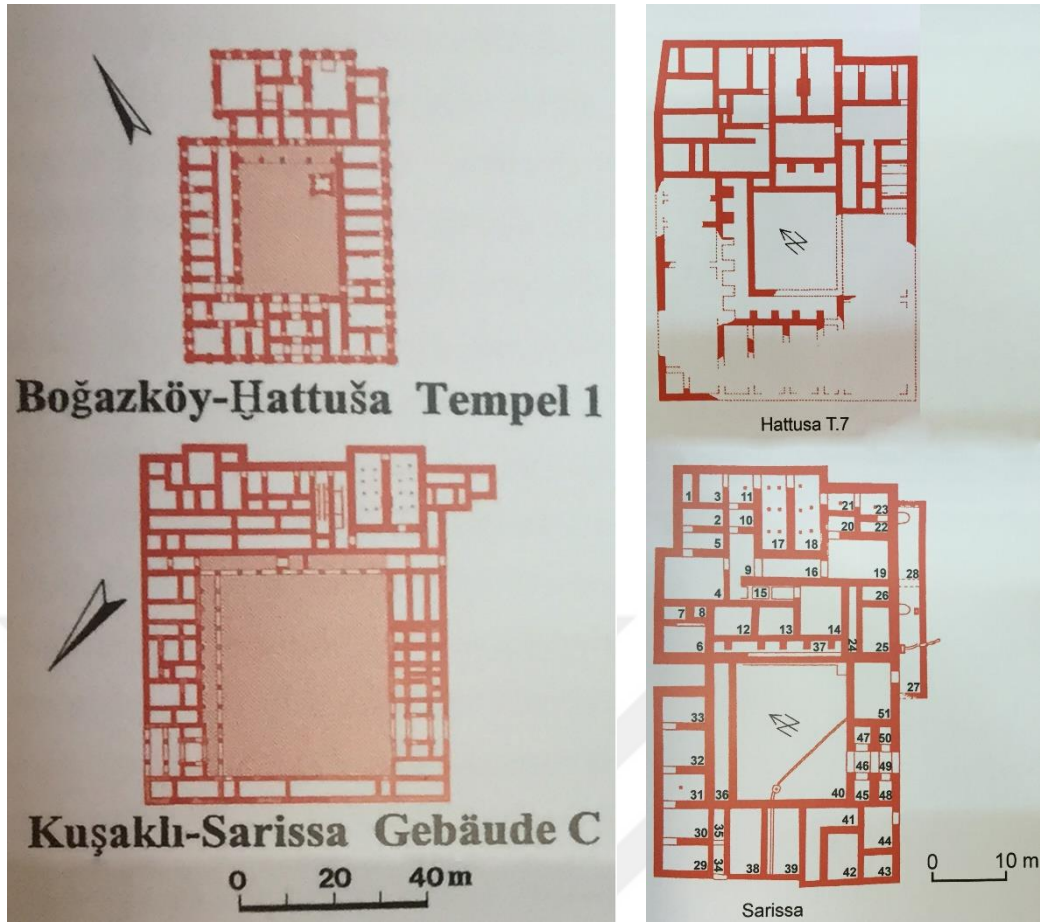 Boğazköy-Ḫattuša Tempel 1
Kuşaklı-Sarissa Gebäude C
0 20 40 m
Hattusa T.7
1 3 11 21 23
2 10 20 22
5 17 18
9 16 19 28
4 15 26
7 8 12 13 14
6 37 24 25
27
33 51
47 50
32 46 49
31 36 40 45 48
30 35 41 44
29 34 38 39 42 43
0 10 m
Sarissa